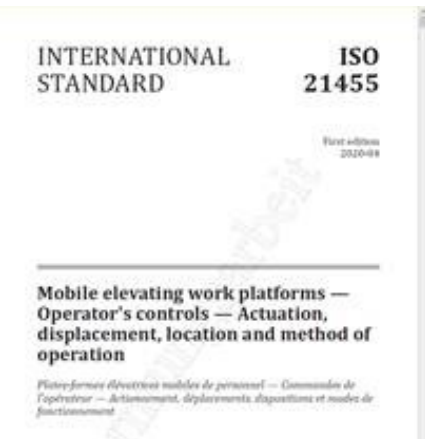 INTERNATIONAL
STANDARD
ISO
21455
First edition
2020-04
Mobile elevating work platforms —
Operator's controls — Actuation,
displacement, location and method of
operation
Plates-formes élévatrices mobiles de personnel — Commandes de
l'opérateur — Actionnement, déplacements, dispositions et modes de
fonctionnement